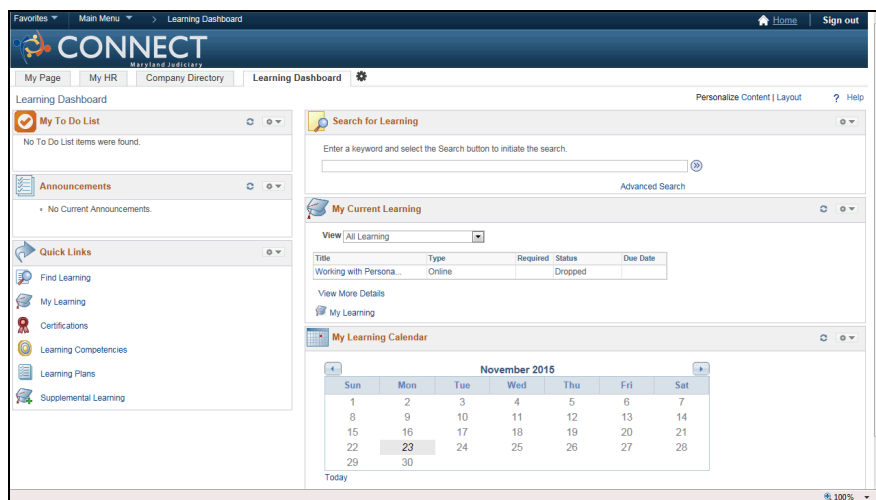 Favorites Main Menu > Learning Dashboard Home Sign out
CONNECT
Maryland Judiciary
My Page My HR Company Directory Learning Dashboard
Learning Dashboard Personalize Content | Layout ? Help
My To Do List
No To Do List items were found.
Announcements
• No Current Announcements.
Quick Links
Find Learning
My Learning
Certifications
Learning Competencies
Learning Plans
Supplemental Learning
Search for Learning
Enter a keyword and select the Search button to initiate the search.
Advanced Search
My Current Learning
View All Learning
Title Type Required Status Due Date
Working with Persona... Online Dropped
View More Details
My Learning
My Learning Calendar
November 2015
Sun Mon Tue Wed Thu Fri Sat
1 2 3 4 5 6 7
8 9 10 11 12 13 14
15 16 17 18 19 20 21
22 23 24 25 26 27 28
29 30
Today
100%